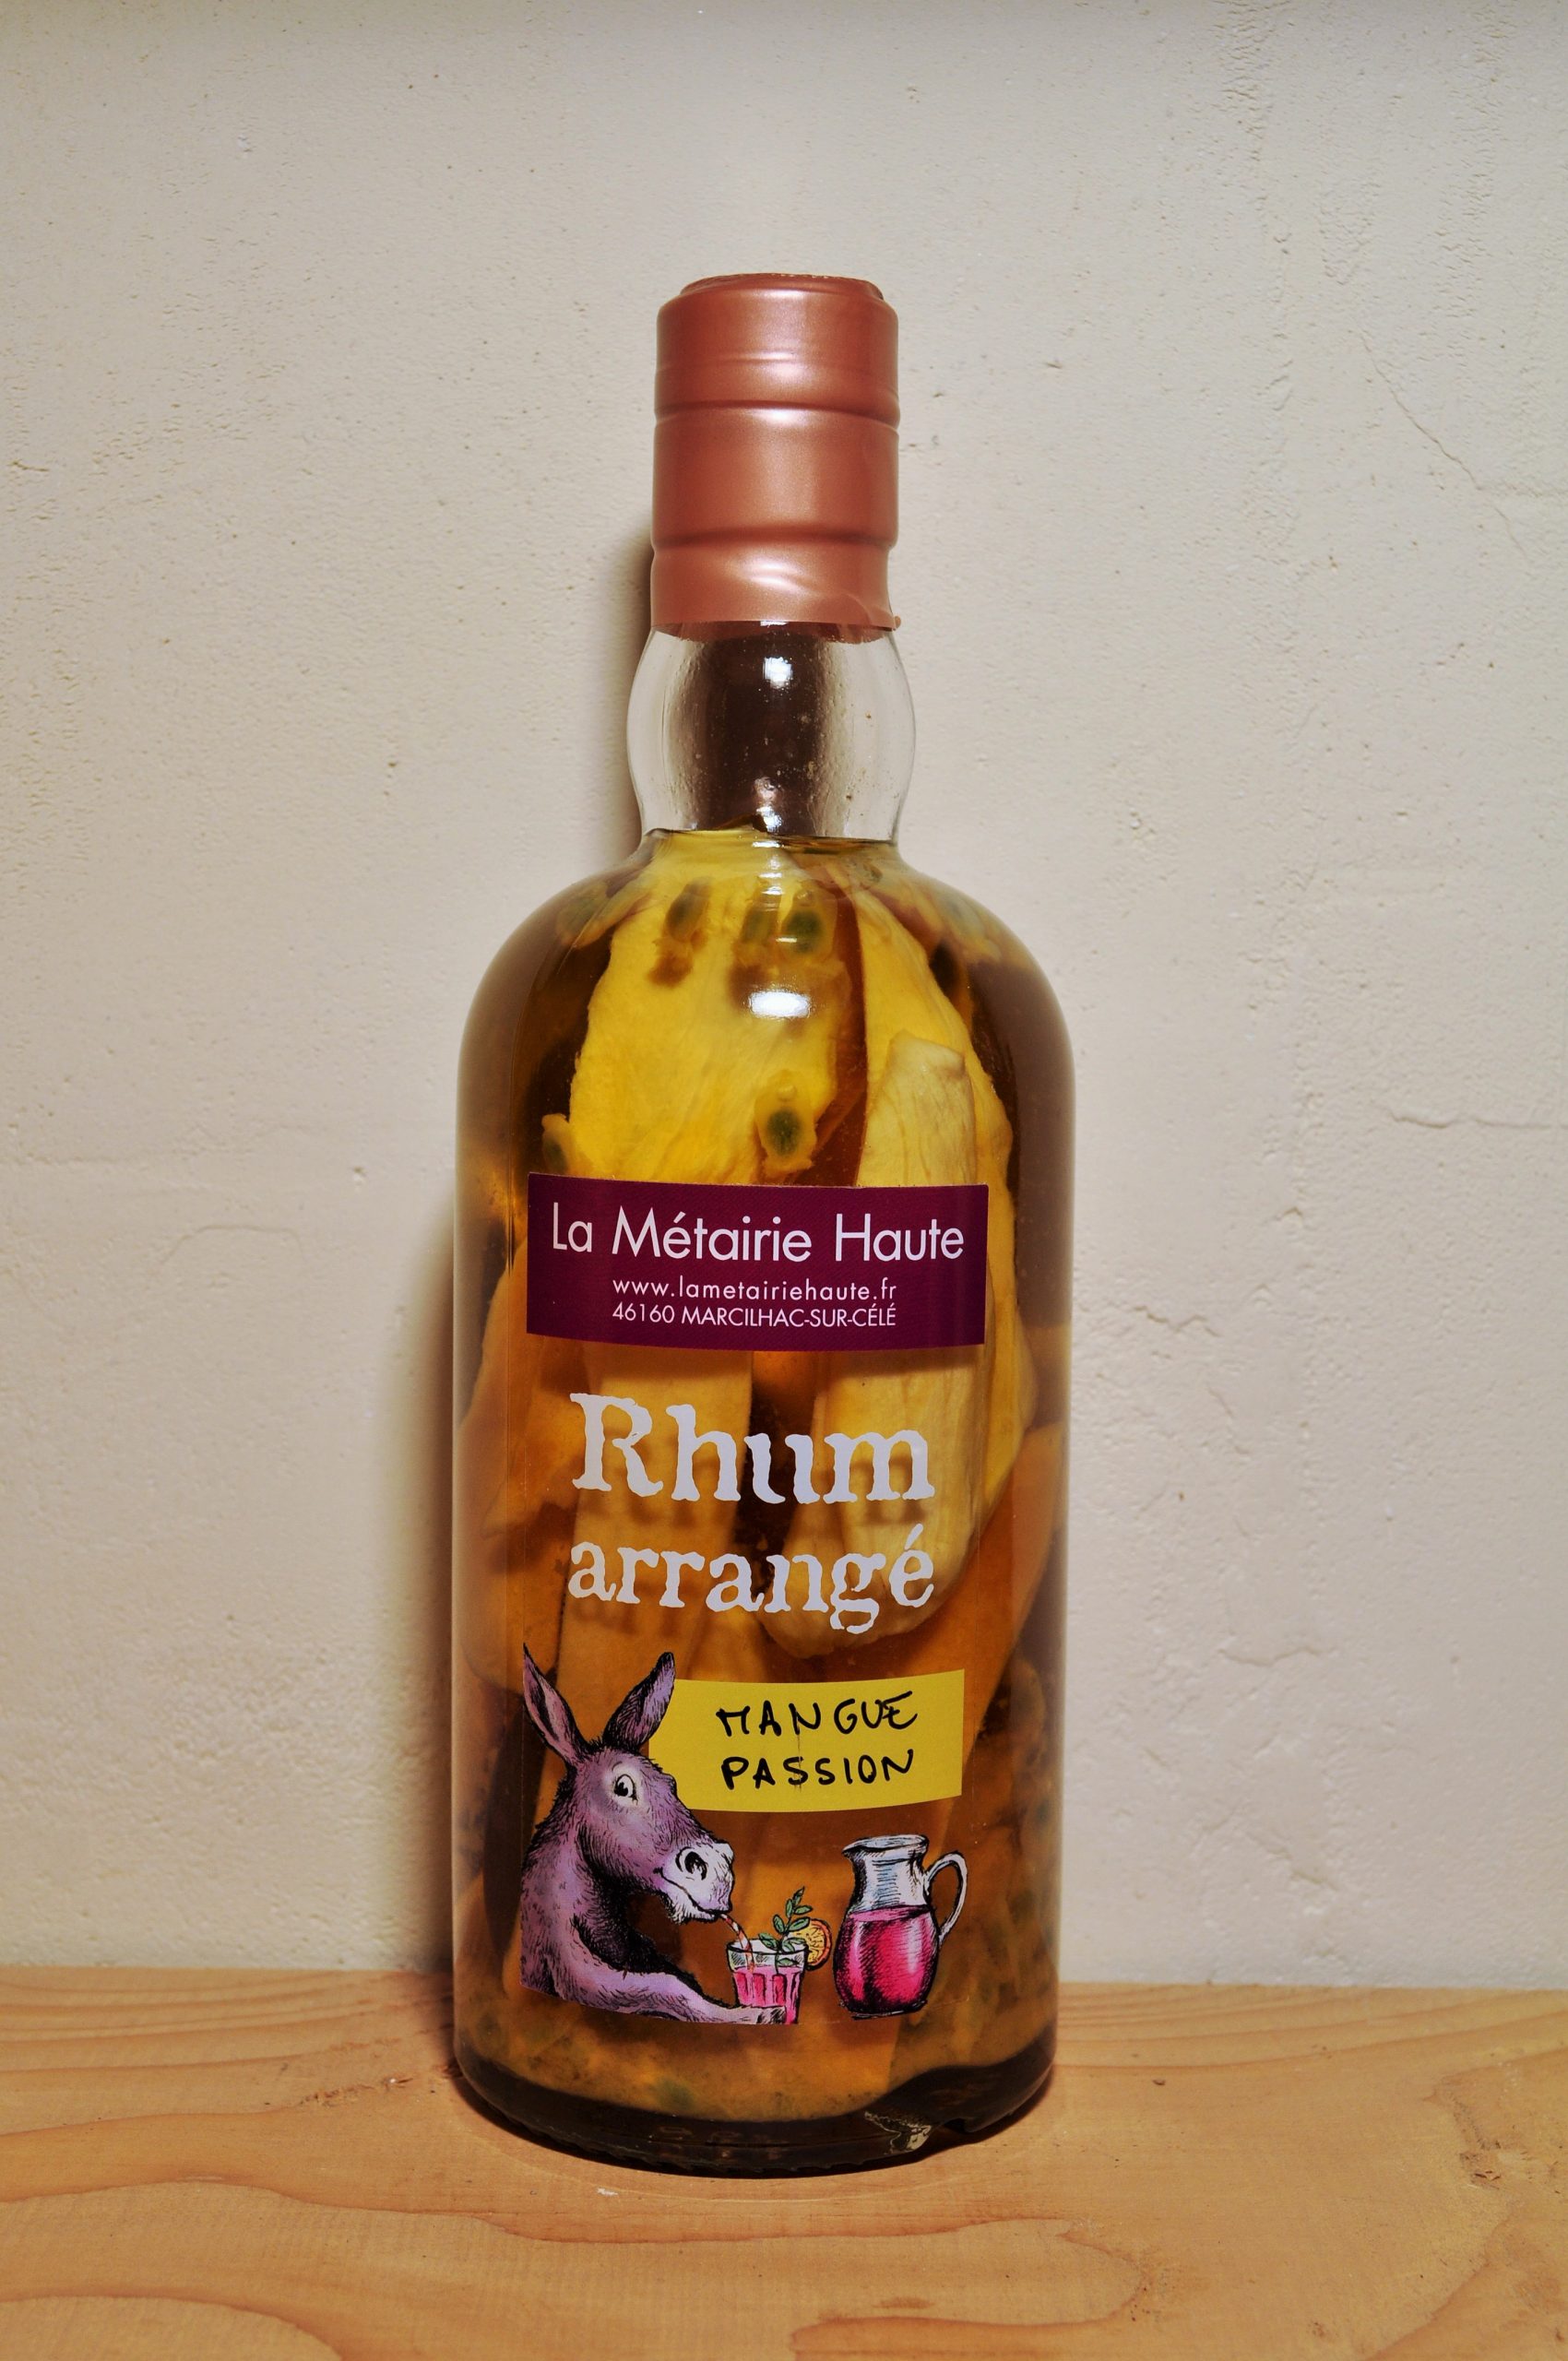 La Métairie Haute
www.lametairiehaute.fr
46160 MARCILHAC-SUR-CÉLÉ
Rhum
arrangé
MANGUE
PASSION